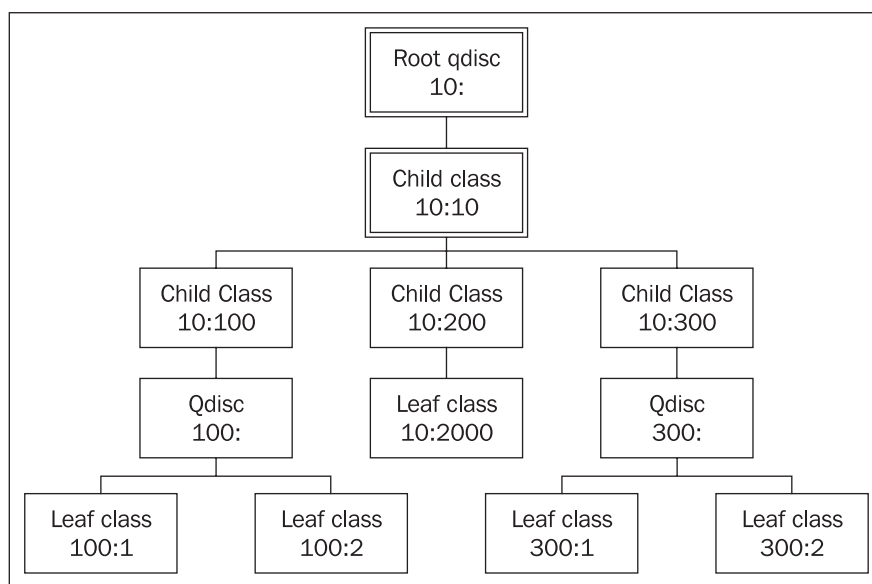 Root qdisc
10:
Child class
10:10
Child Class
10:100
Child Class
10:200
Child Class
10:300
Qdisc
100:
Leaf class
10:2000
Qdisc
300:
Leaf class
100:1
Leaf class
100:2
Leaf class
300:1
Leaf class
300:2